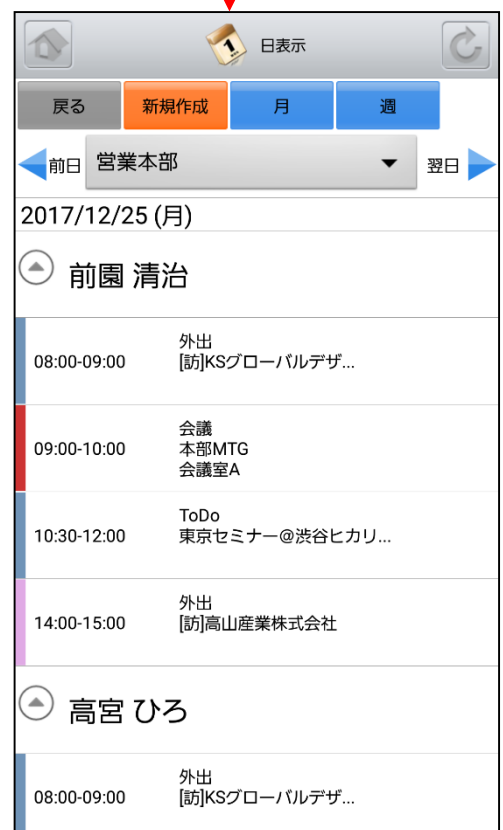 1
日表示
戻る 新規作成 月 週
前日 営業本部 翌日
2017/12/25 (月)
前園 清治
外出
08:00-09:00 [訪]KSグローバルデザ...
会議
09:00-10:00 本部MTG
会議室A
ToDo
10:30-12:00 東京セミナー@渋谷ヒカリ...
外出
14:00-15:00 [訪]高山産業株式会社
高宮 ひろ
外出
08:00-09:00 [訪]KSグローバルデザ...